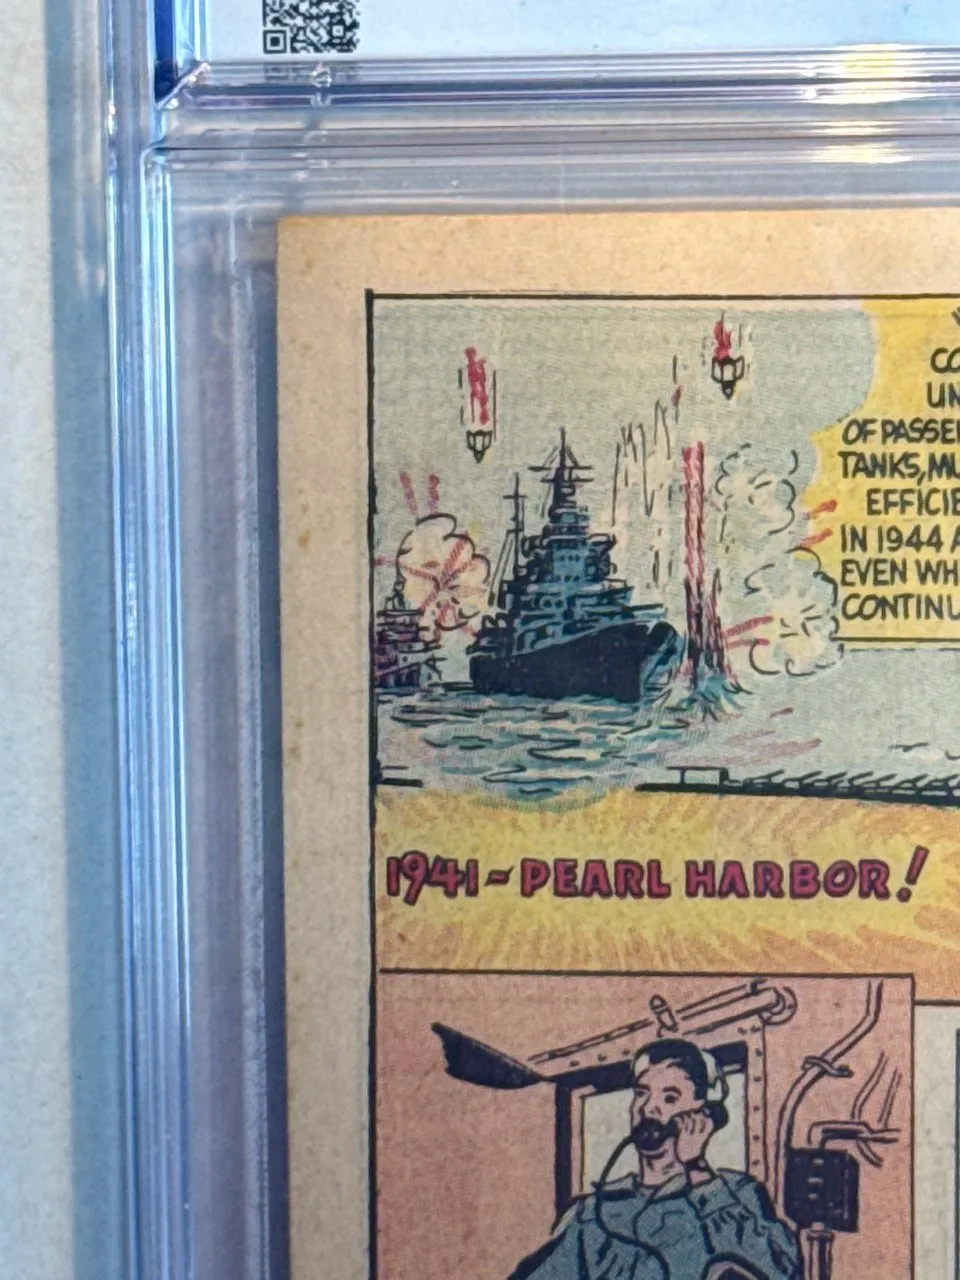 CO
UN
OF PASSE
TANKS, MU
EFFICIE
IN 1944 A
EVEN WH
CONTINU
1941~PEARL HARBOR!